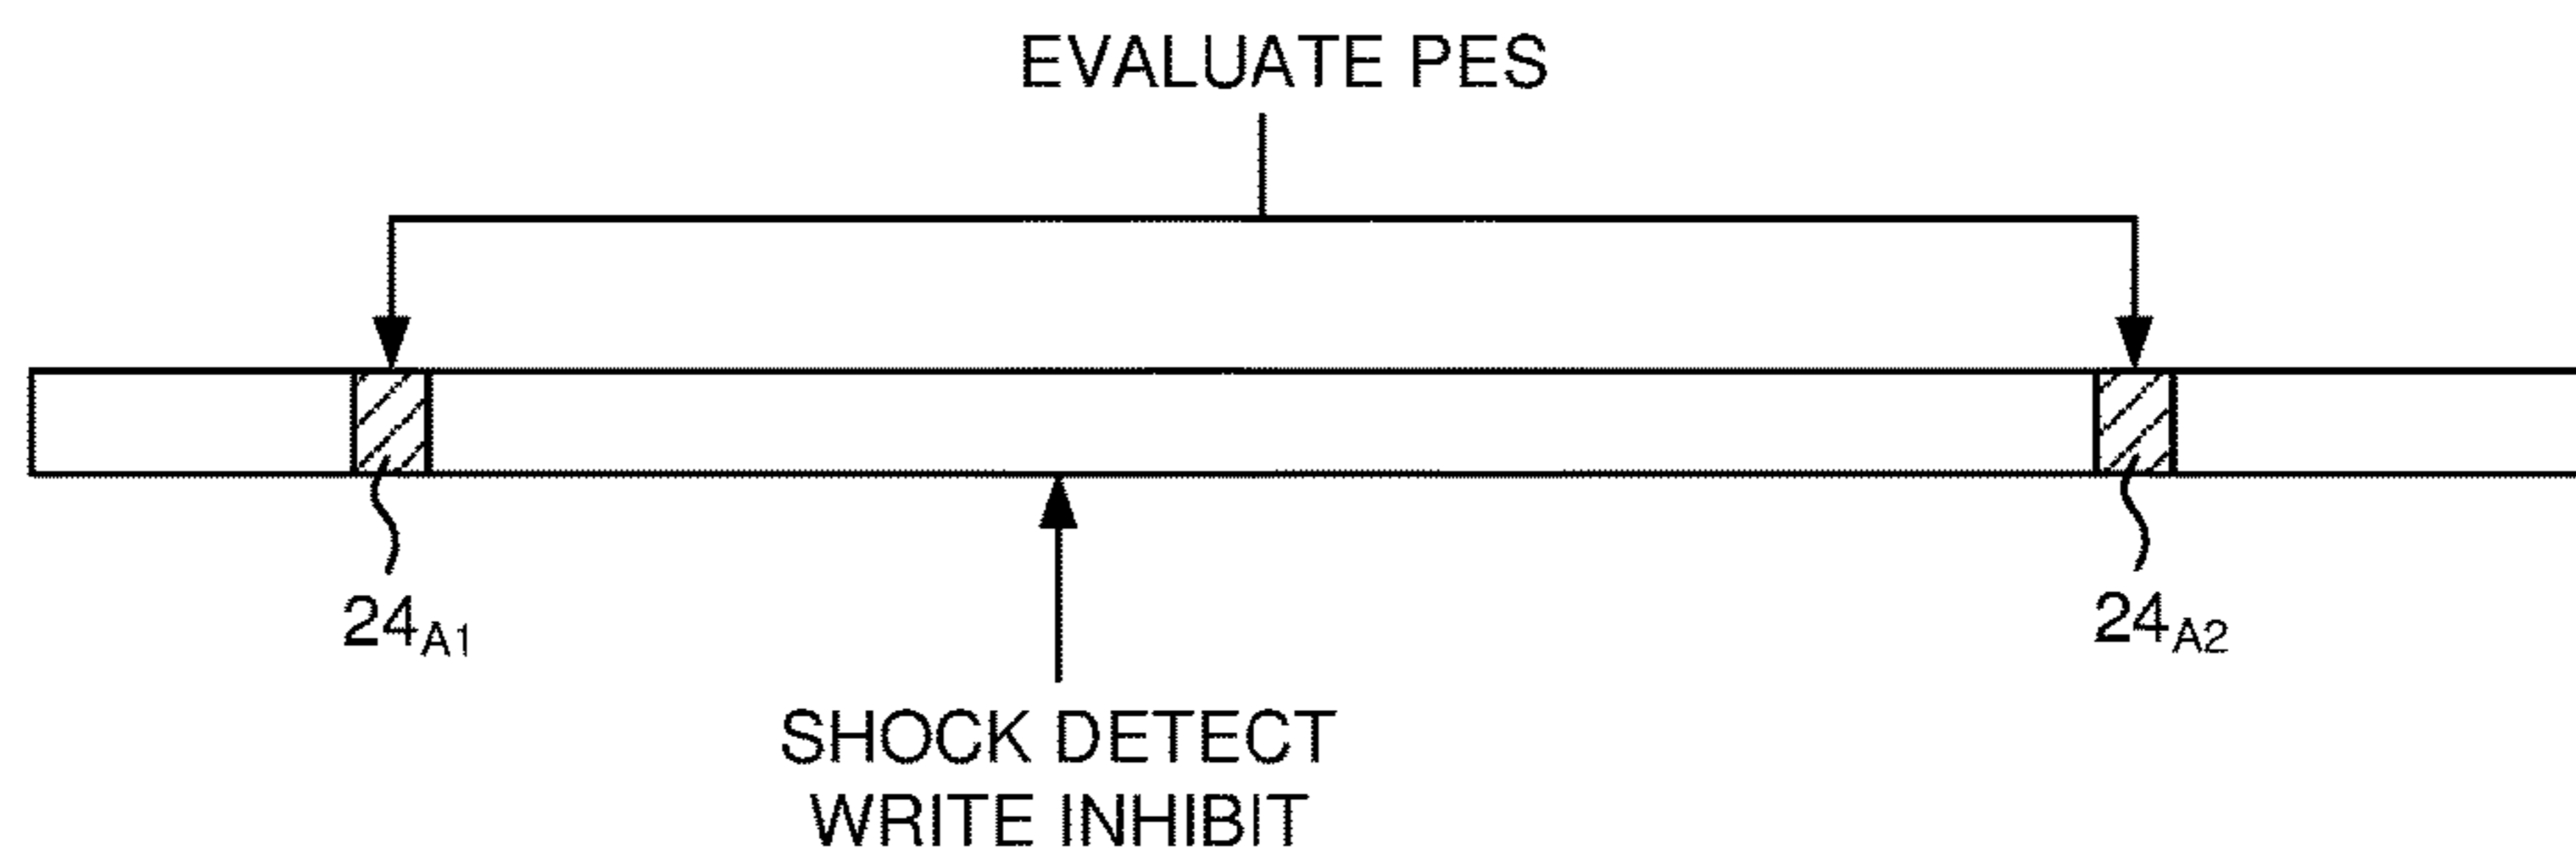 EVALUATE PES
24A1
24A2
SHOCK DETECT
WRITE INHIBIT